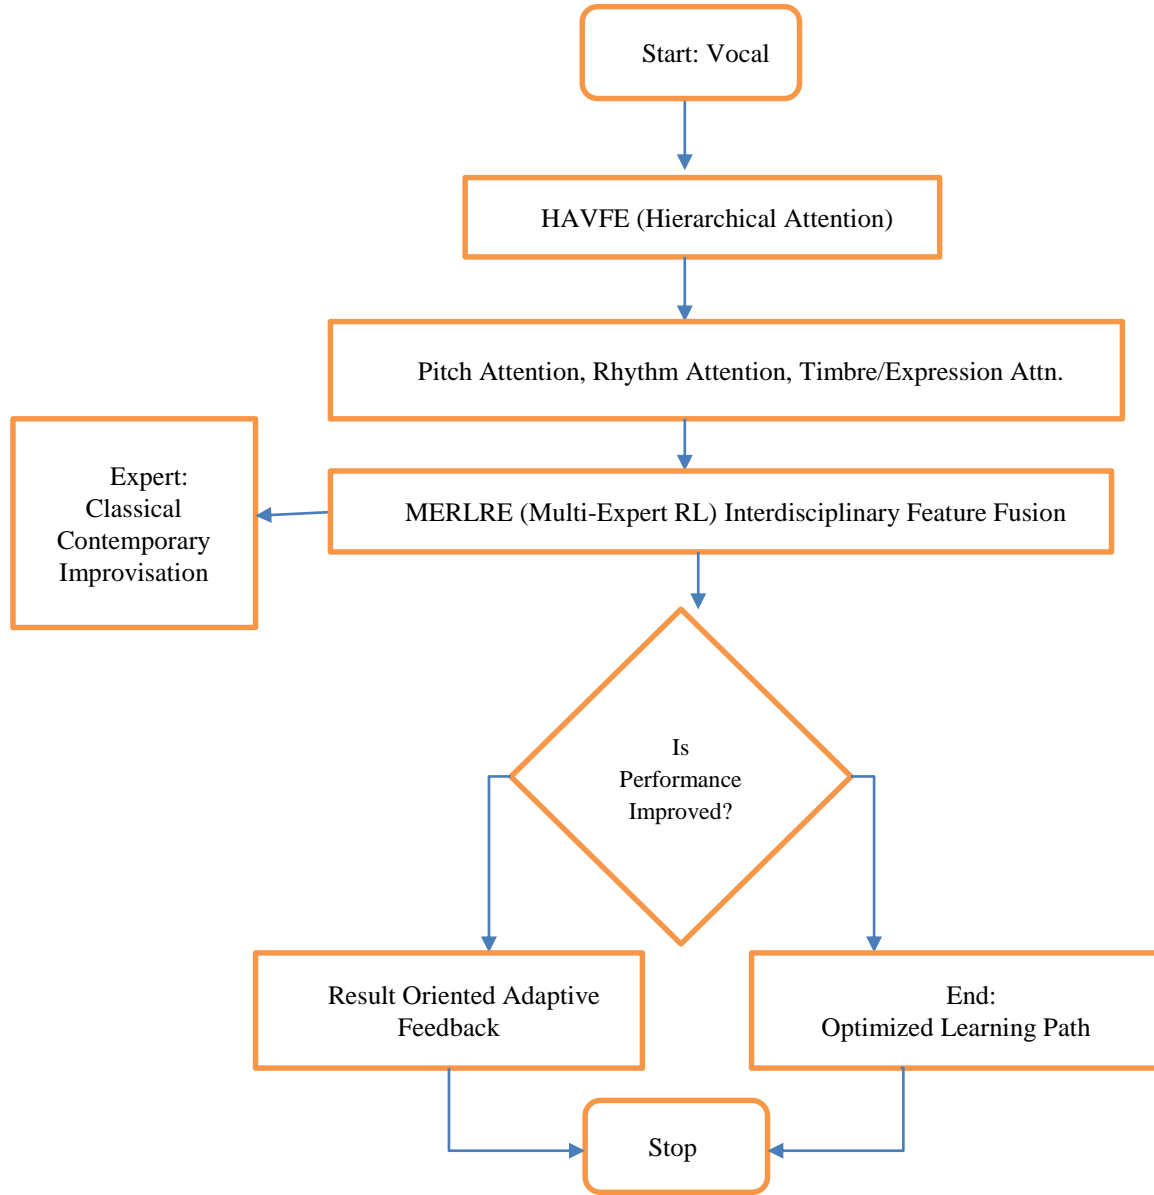 Start: Vocal
HAVFE (Hierarchical Attention)
Pitch Attention, Rhythm Attention, Timbre/Expression Attn.
Expert:
Classical
Contemporary
Improvisation
MERLRE (Multi-Expert RL) Interdisciplinary Feature Fusion
Is
Performance
Improved?
Result Oriented Adaptive
Feedback
End:
Optimized Learning Path
Stop